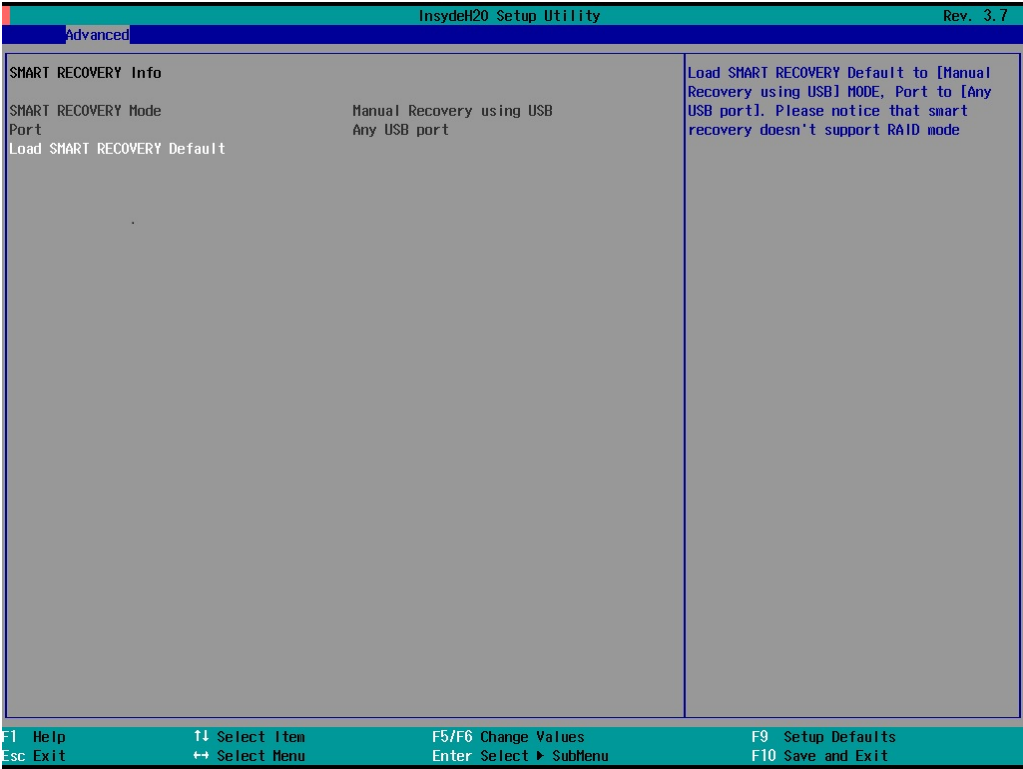 InsydeH20 Setup Utility Rev. 3.7
Advanced
SMART RECOVERY Info
SMART RECOVERY Mode Manual Recovery using USB
Port Any USB port
Load SMART RECOVERY Default
Load SMART RECOVERY Default to [Manual
Recovery using USB] MODE, Port to [Any
USB port]. Please notice that smart
recovery doesn't support RAID mode
F1 Help ↑↓ Select Item F5/F6 Change Values F9 Setup Defaults
Esc Exit ↔ Select Menu Enter Select ▶ SubMenu F10 Save and Exit